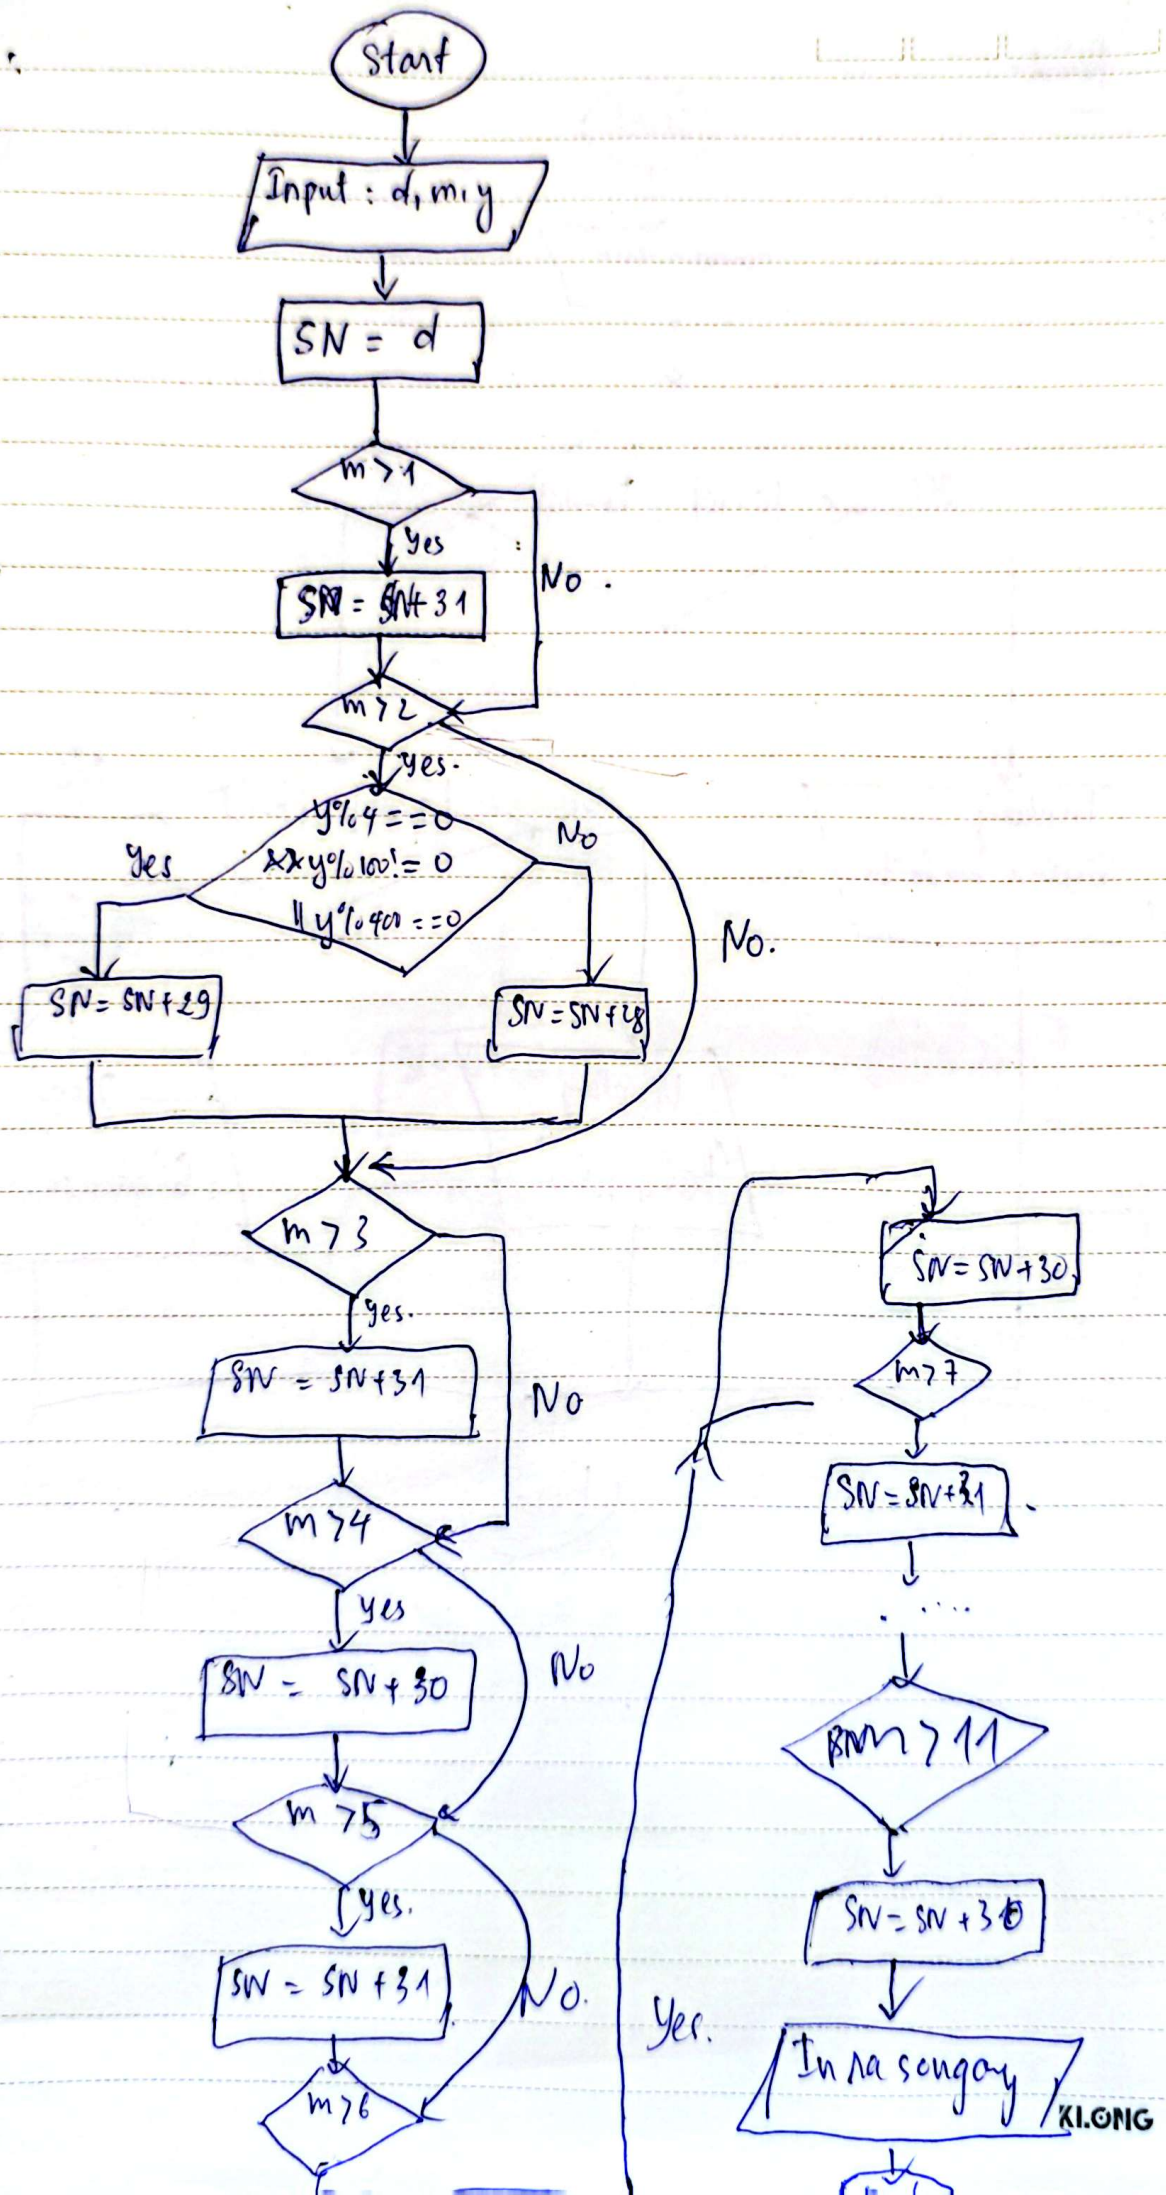 Start
Input : d, m, y
SN = d
m > 1
Yes
No .
SN = SN+31
m > 2
yes.
y%4 == 0
&& y%100 != 0
|| y%400 == 0
Yes
No
No.
SN = SN+29
SN = SN+28
m > 3
yes.
No
SN = SN+31
m > 4
yes
No
SN = SN + 30
m > 5
yes.
No.
SN = SN + 31
m > 6
Yes.
SN = SN + 30
m > 7
SN = SN + 31 .
. ....
m > 11
SN = SN + 30
In ra songay
KLONG